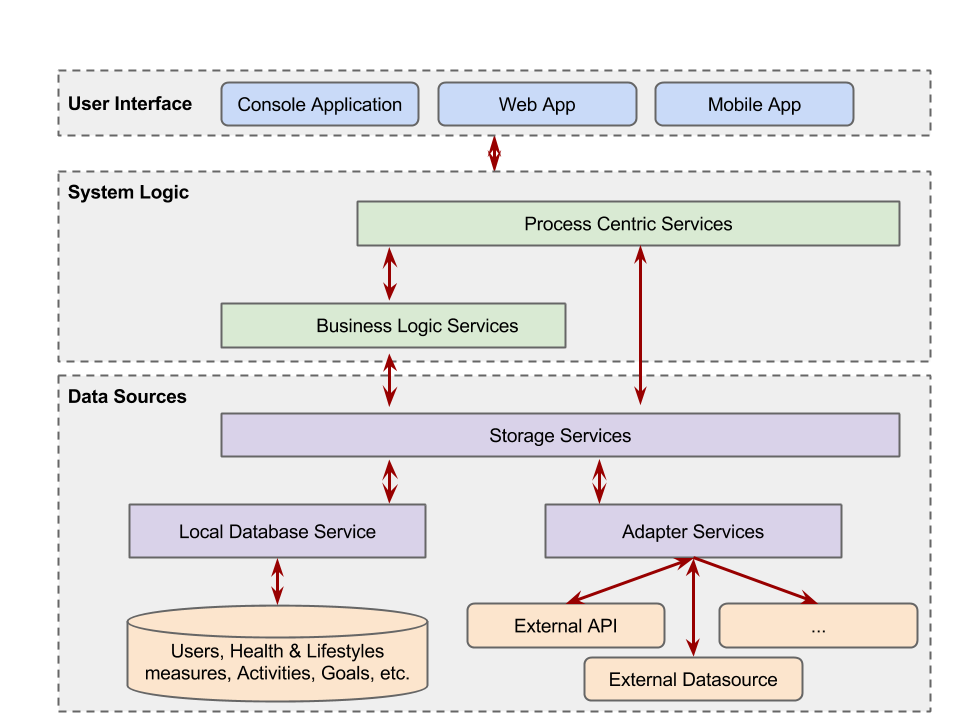 User Interface
Console Application
Web App
Mobile App
System Logic
Process Centric Services
Business Logic Services
Data Sources
Storage Services
Local Database Service
Adapter Services
External API
...
Users, Health & Lifestyles
measures, Activities, Goals, etc.
External Datasource